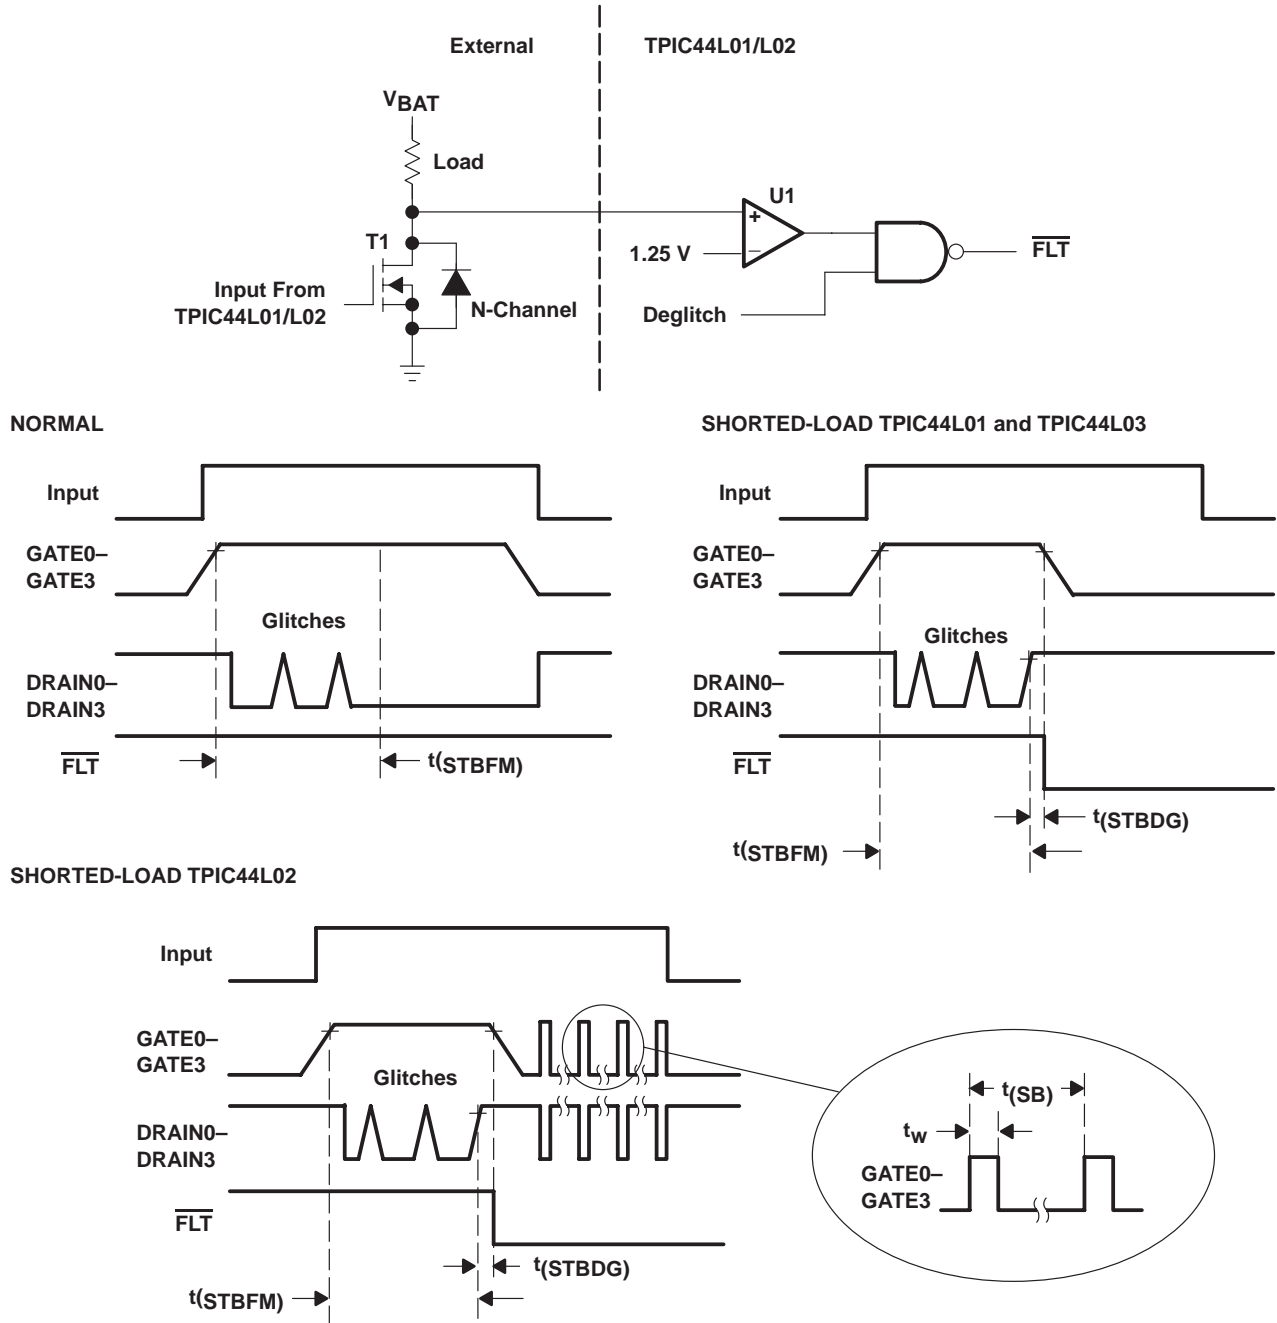 External
TPIC44L01/L02
VBAT
Load
U1
+
–
T1
1.25 V
FLT
Input From
TPIC44L01/L02
N-Channel
Deglitch
NORMAL
Input
GATE0–
GATE3
Glitches
DRAIN0–
DRAIN3
FLT
t(STBFM)
SHORTED-LOAD TPIC44L01 and TPIC44L03
Input
GATE0–
GATE3
Glitches
DRAIN0–
DRAIN3
FLT
t(STBDG)
t(STBFM)
SHORTED-LOAD TPIC44L02
Input
GATE0–
GATE3
Glitches
DRAIN0–
DRAIN3
FLT
t(STBDG)
t(STBFM)
t(SB)
tw
GATE0–
GATE3